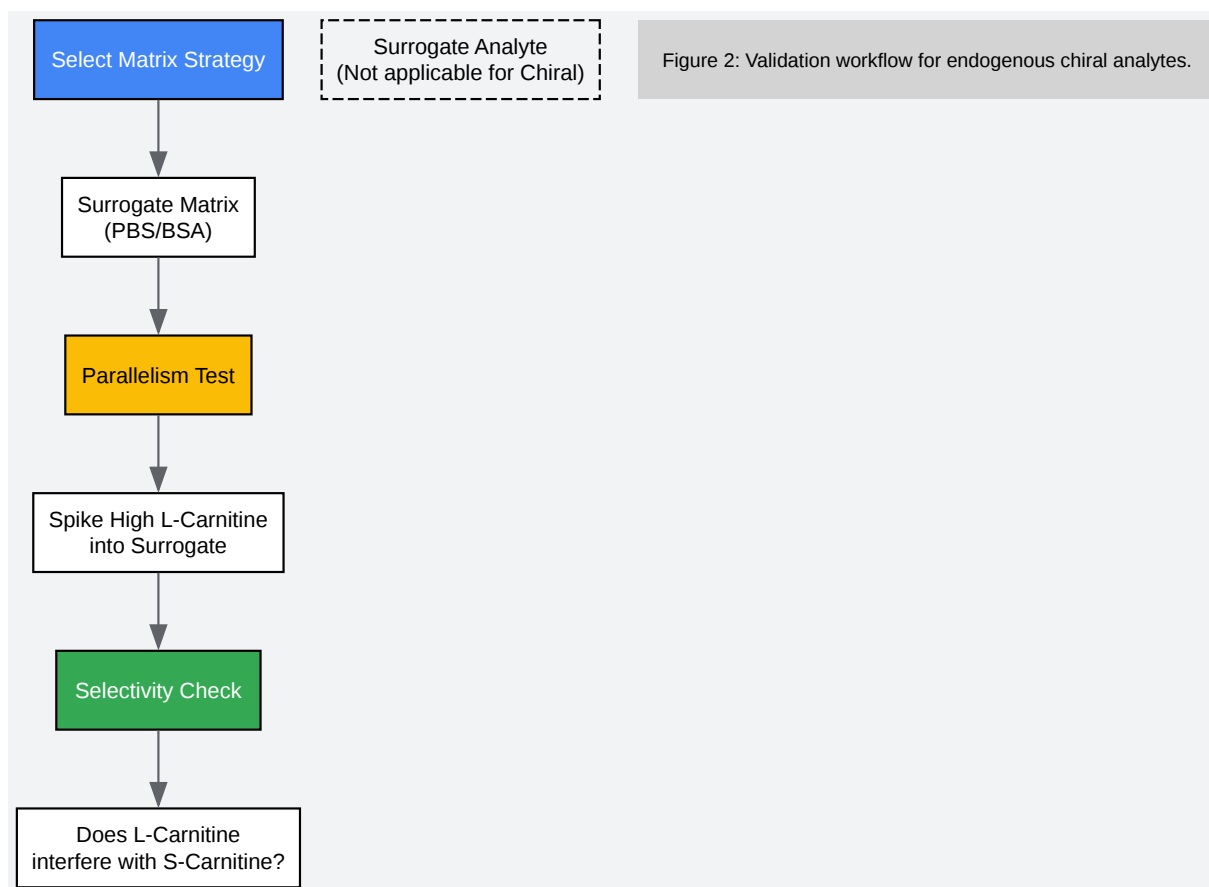 Select Matrix Strategy
Surrogate Analyte
(Not applicable for Chiral)
Figure 2: Validation workflow for endogenous chiral analytes.
Surrogate Matrix
(PBS/BSA)
Parallelism Test
Spike High L-Carnitine
into Surrogate
Selectivity Check
Does L-Carnitine
interfere with S-Carnitine?